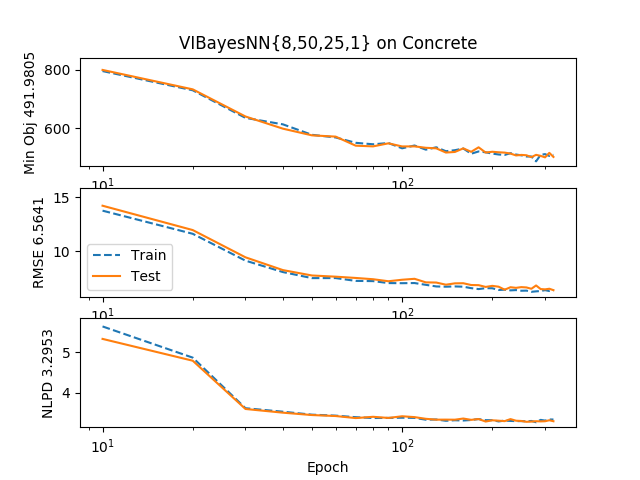 VIBayesNN{8,50,25,1} on Concrete
Min Obj 491.9805
800
600
10¹
10²
RMSE 6.5641
15
10
Train
Test
10¹
10²
NLPD 3.2953
5
4
10¹
10²
Epoch